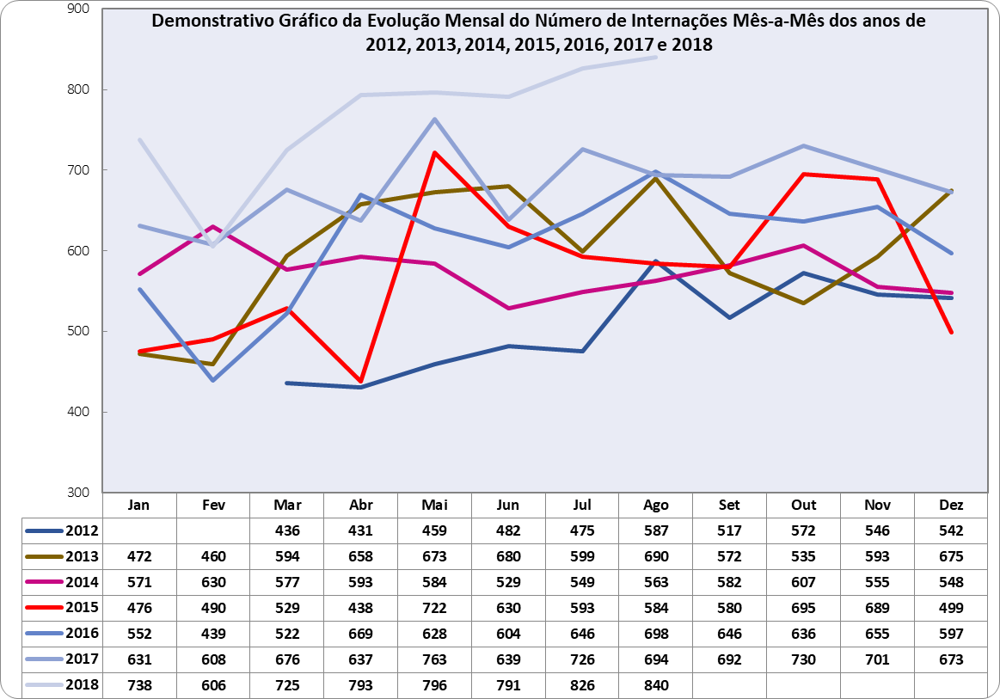 Demonstrativo Gráfico da Evolução Mensal do Número de Internações Mês-a-Mês dos anos de
2012, 2013, 2014, 2015, 2016, 2017 e 2018
900
800
700
600
500
400
300
Jan Fev Mar Abr Mai Jun Jul Ago Set Out Nov Dez
2012 436 431 459 482 475 587 517 572 546 542
2013 472 460 594 658 673 680 599 690 572 535 593 675
2014 571 630 577 593 584 529 549 563 582 607 555 548
2015 476 490 529 438 722 630 593 584 580 695 689 499
2016 552 439 522 669 628 604 646 698 646 636 655 597
2017 631 608 676 637 763 639 726 694 692 730 701 673
2018 738 606 725 793 796 791 826 840